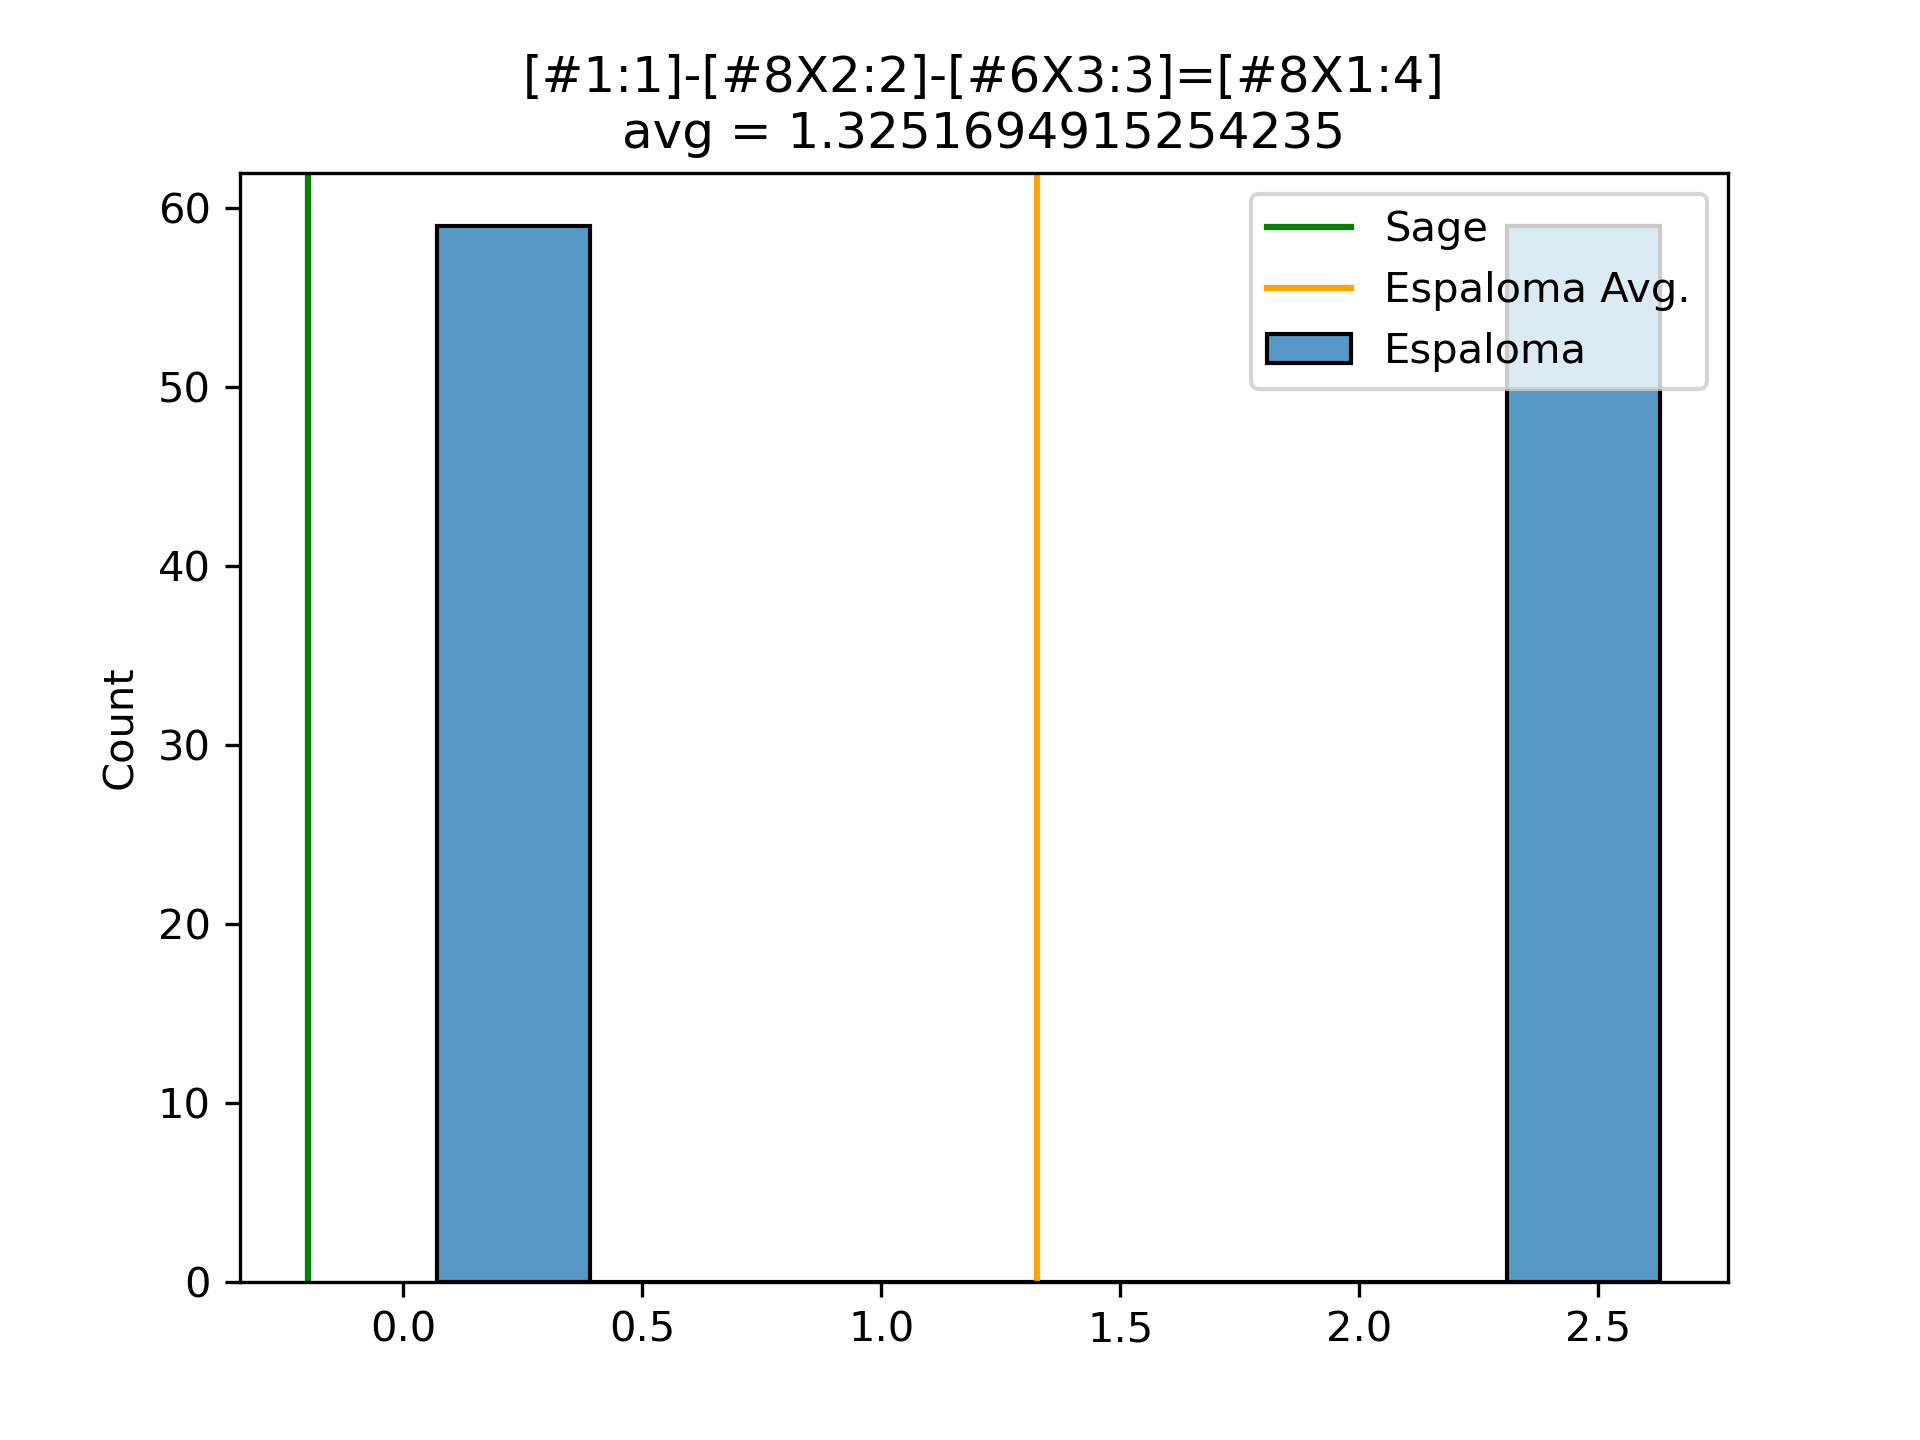 [#1:1]-[#8X2:2]-[#6X3:3]=[#8X1:4]
avg = 1.3251694915254235
Sage
Espaloma Avg.
Espaloma
60
50
40
30
20
10
0
Count
0.0 0.5 1.0 1.5 2.0 2.5